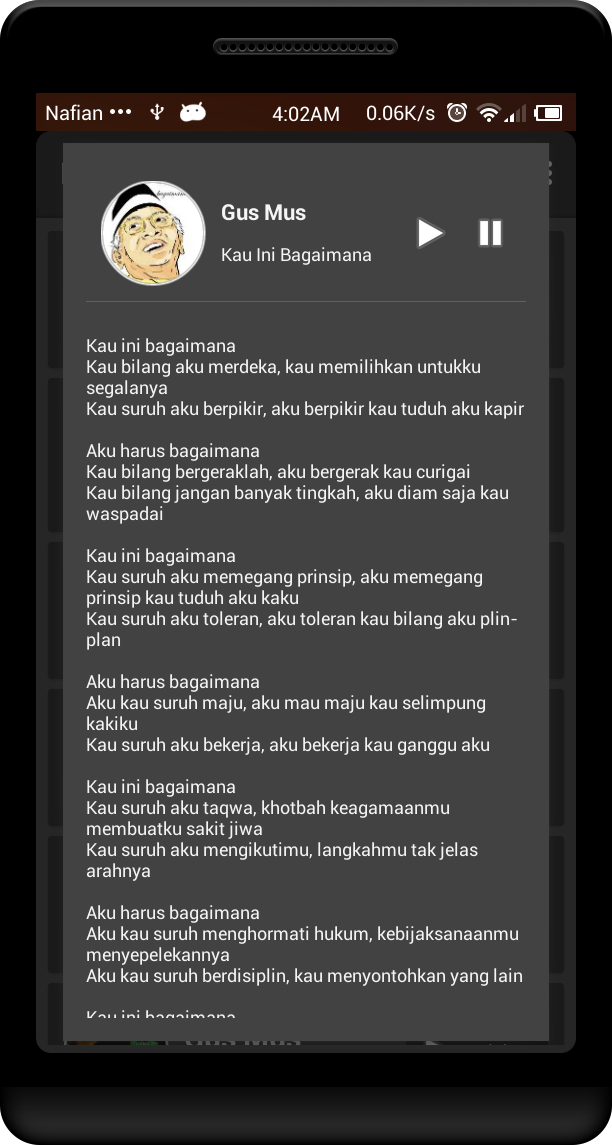 Nafian ••• 4:02AM 0.06K/s
Gus Mus
Kau Ini Bagaimana
Kau ini bagaimana
Kau bilang aku merdeka, kau memilihkan untukku
segalanya
Kau suruh aku berpikir, aku berpikir kau tuduh aku kapir
Aku harus bagaimana
Kau bilang bergeraklah, aku bergerak kau curigai
Kau bilang jangan banyak tingkah, aku diam saja kau
waspadai
Kau ini bagaimana
Kau suruh aku memegang prinsip, aku memegang
prinsip kau tuduh aku kaku
Kau suruh aku toleran, aku toleran kau bilang aku plin-
plan
Aku harus bagaimana
Aku kau suruh maju, aku mau maju kau selimpung
kakiku
Kau suruh aku bekerja, aku bekerja kau ganggu aku
Kau ini bagaimana
Kau suruh aku taqwa, khotbah keagamaanmu
membuatku sakit jiwa
Kau suruh aku mengikutimu, langkahmu tak jelas
arahnya
Aku harus bagaimana
Aku kau suruh menghormati hukum, kebijaksanaanmu
menyepelekannya
Aku kau suruh berdisiplin, kau menyontohkan yang lain
Kau ini bagaimana
Gus Mus